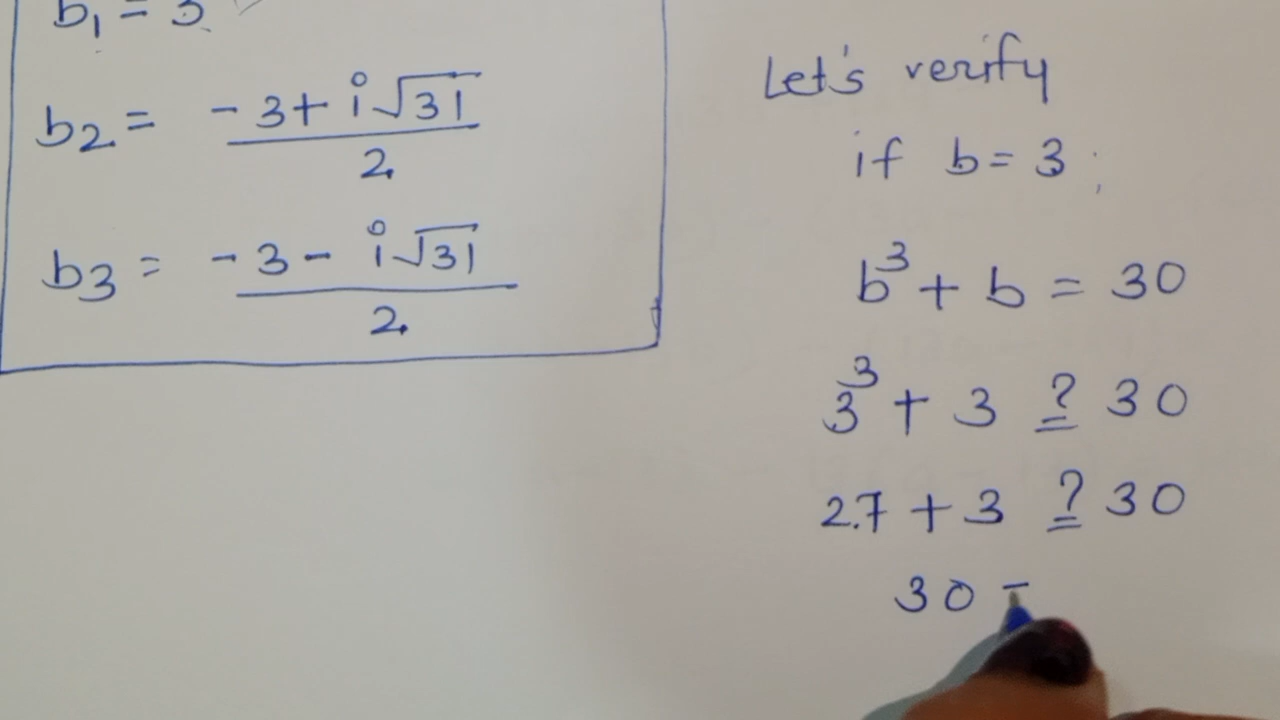 b₁ = 3
b₂ = (-3 + i√31)/2
b₃ = (-3 - i√31)/2
Let's verify
if b = 3;
b³ + b = 30
3³ + 3 ≟ 30
27 + 3 ≟ 30
30 -